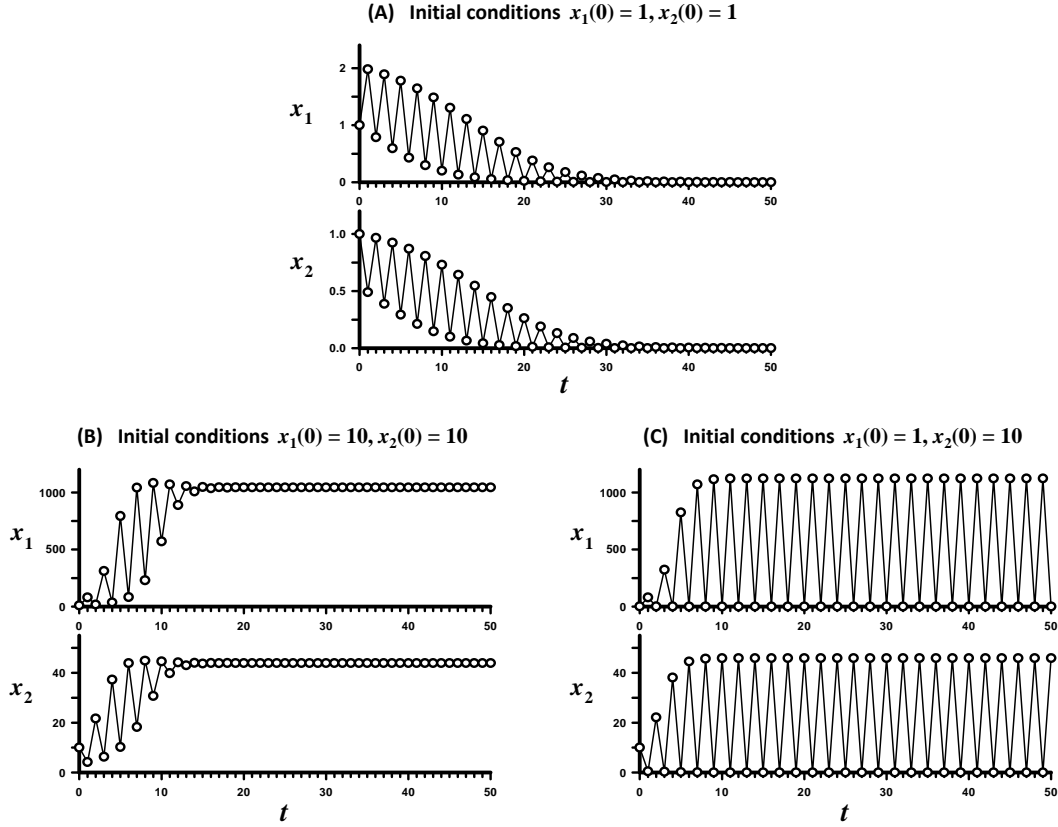 (A) Initial conditions x₁(0) = 1, x₂(0) = 1
2
1
0
x₁
0 10 20 30 40 50
1.0
0.5
0.0
x₂
0 10 20 30 40 50
t
(B) Initial conditions x₁(0) = 10, x₂(0) = 10
1000
500
0
x₁
0 10 20 30 40 50
40
20
0
x₂
0 10 20 30 40 50
t
(C) Initial conditions x₁(0) = 1, x₂(0) = 10
1000
500
0
x₁
0 10 20 30 40 50
40
20
0
x₂
0 10 20 30 40 50
t